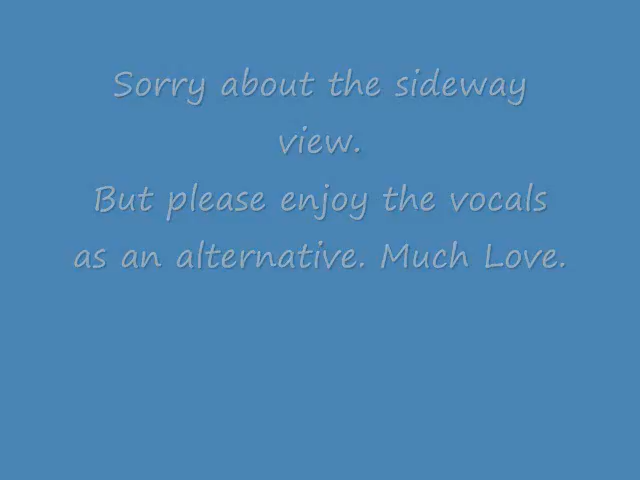 Sorry about the sideway
view.
But please enjoy the vocals
as an alternative. Much Love.